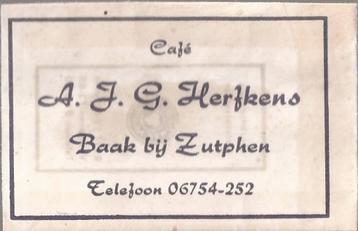 Café
A. J. G. Herfkens
Baak bij Zutphen
Telefoon 06754-252